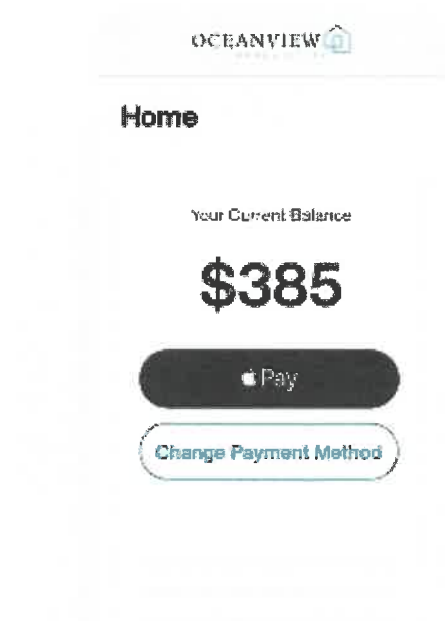 OCEANVIEW
Home
Your Current Balance
$385
Pay
Change Payment Method